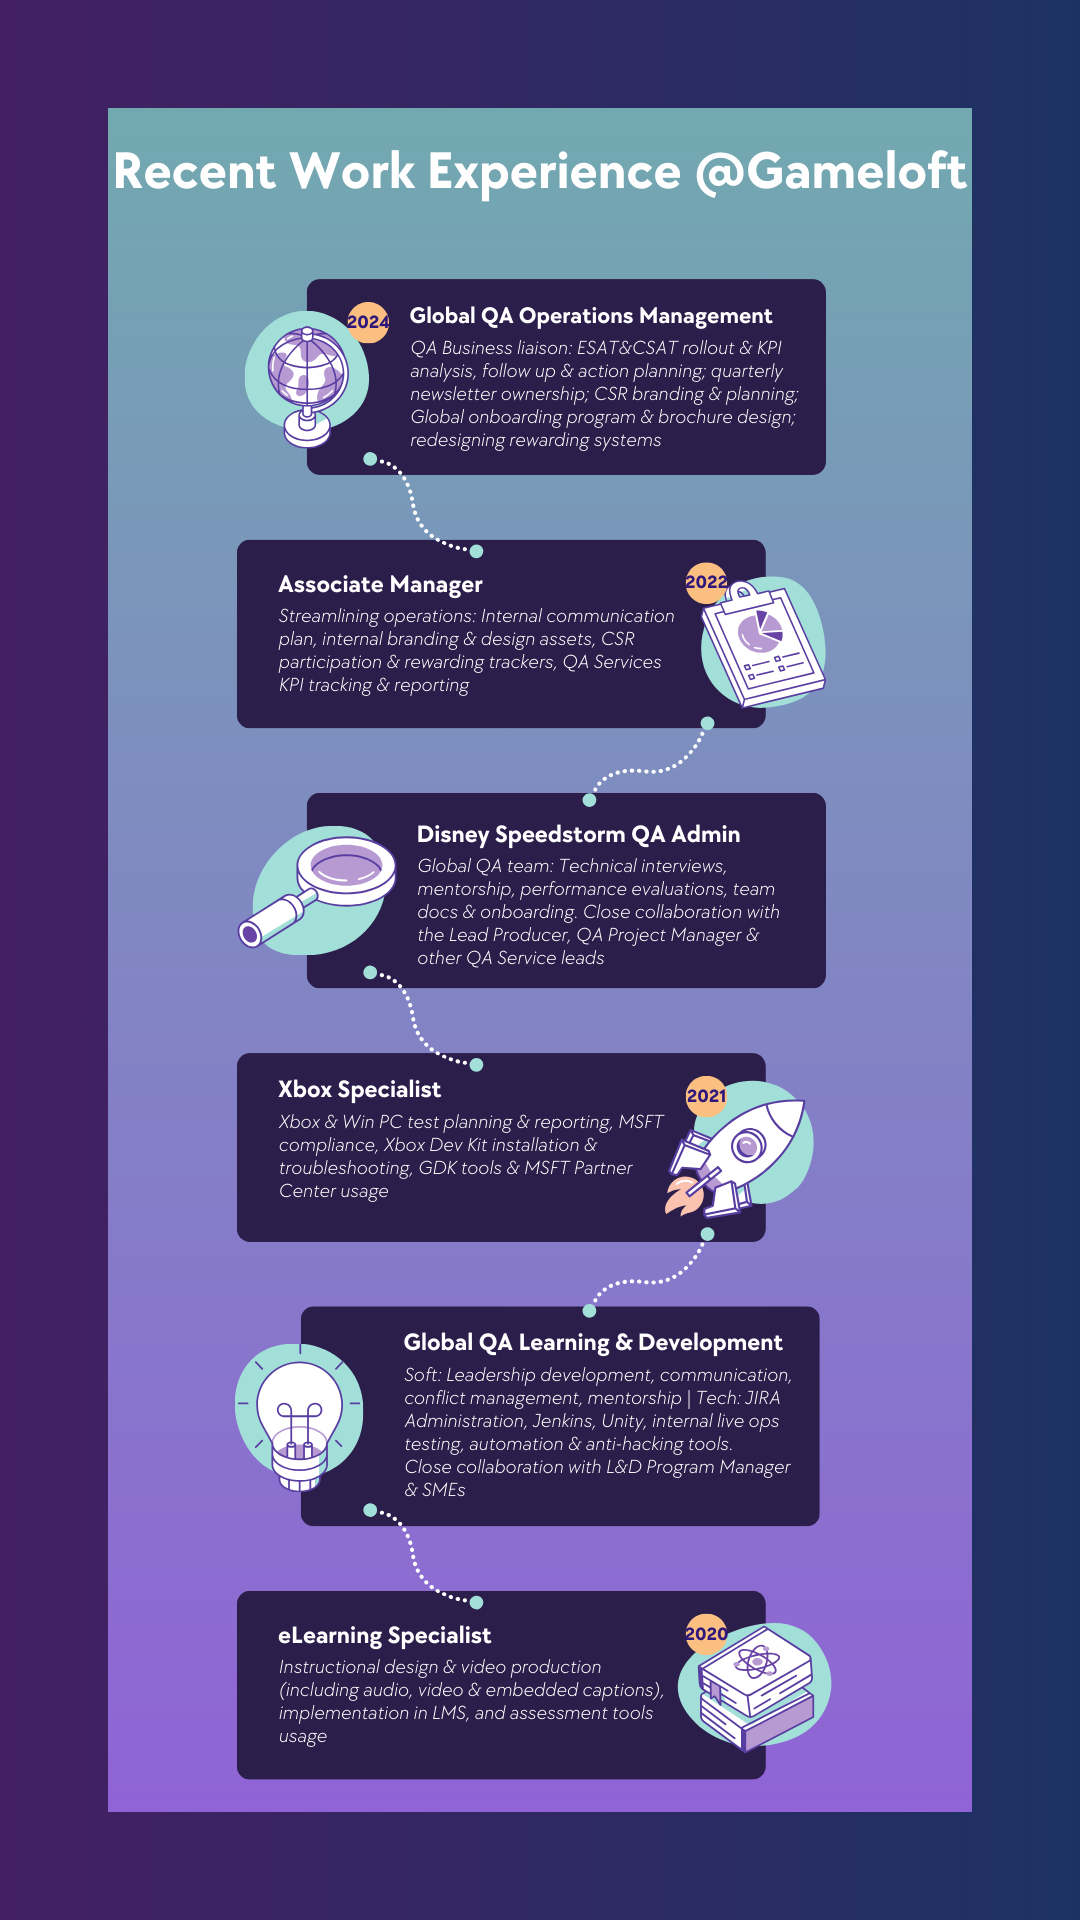 Recent Work Experience @Gameloft
2024
Global QA Operations Management
QA Business liaison: ESAT&CSAT rollout & KPI
analysis, follow up & action planning; quarterly
newsletter ownership; CSR branding & planning;
Global onboarding program & brochure design;
redesigning rewarding systems
Associate Manager
2022
Streamlining operations: Internal communication
plan, internal branding & design assets, CSR
participation & rewarding trackers, QA Services
KPI tracking & reporting
Disney Speedstorm QA Admin
Global QA team: Technical interviews,
mentorship, performance evaluations, team
docs & onboarding. Close collaboration with
the Lead Producer, QA Project Manager &
other QA Service leads
Xbox Specialist
2021
Xbox & Win PC test planning & reporting, MSFT
compliance, Xbox Dev Kit installation &
troubleshooting, GDK tools & MSFT Partner
Center usage
Global QA Learning & Development
Soft: Leadership development, communication,
conflict management, mentorship | Tech: JIRA
Administration, Jenkins, Unity, internal live ops
testing, automation & anti-hacking tools.
Close collaboration with L&D Program Manager
& SMEs
eLearning Specialist
2020
Instructional design & video production
(including audio, video & embedded captions),
implementation in LMS, and assessment tools
usage